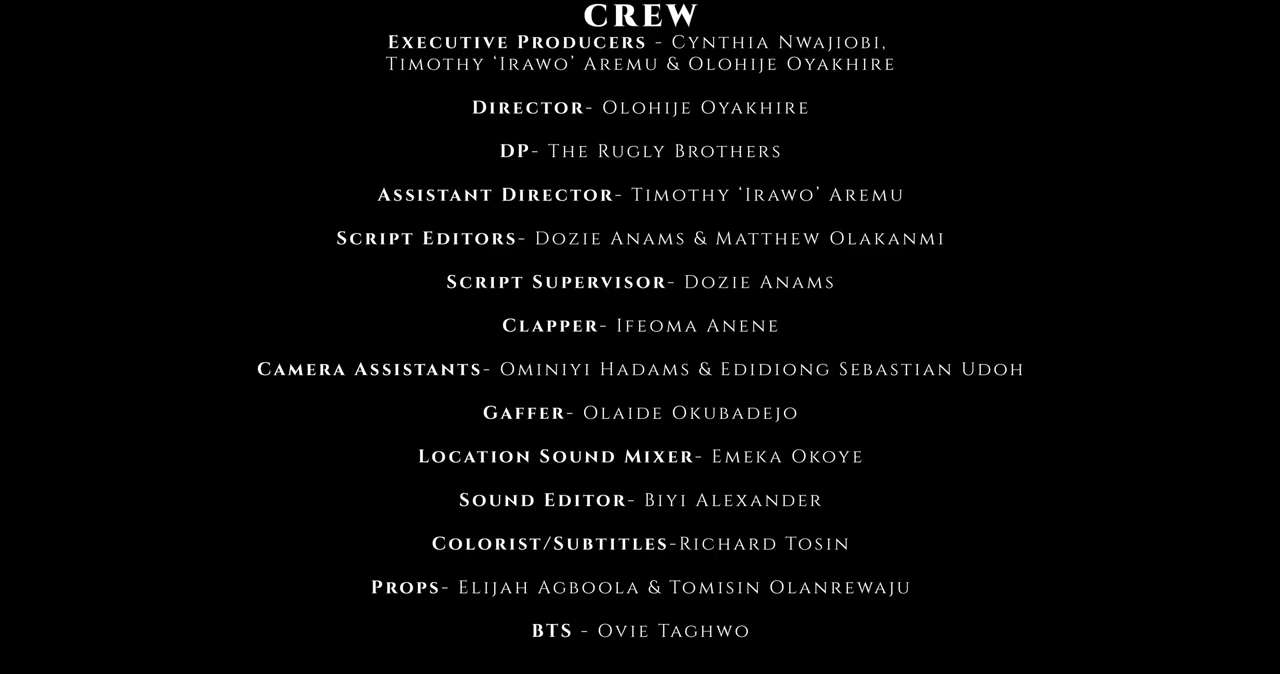 CREW
EXECUTIVE PRODUCERS - CYNTHIA NWAJIOBI,
TIMOTHY ‘IRAWO’ AREMU & OLOHIJE OYAKHIRE
DIRECTOR- OLOHIJE OYAKHIRE
DP- THE RUGLY BROTHERS
ASSISTANT DIRECTOR- TIMOTHY ‘IRAWO’ AREMU
SCRIPT EDITORS- DOZIE ANAMS & MATTHEW OLAKANMI
SCRIPT SUPERVISOR- DOZIE ANAMS
CLAPPER- IFEOMA ANENE
CAMERA ASSISTANTS- OMINIYI HADAMS & EDIDIONG SEBASTIAN UDOH
GAFFER- OLAIDE OKUBADEJO
LOCATION SOUND MIXER- EMEKA OKOYE
SOUND EDITOR- BIYI ALEXANDER
COLORIST/SUBTITLES-RICHARD TOSIN
PROPS- ELIJAH AGBOOLA & TOMISIN OLANREWAJU
BTS - OVIE TAGHWO